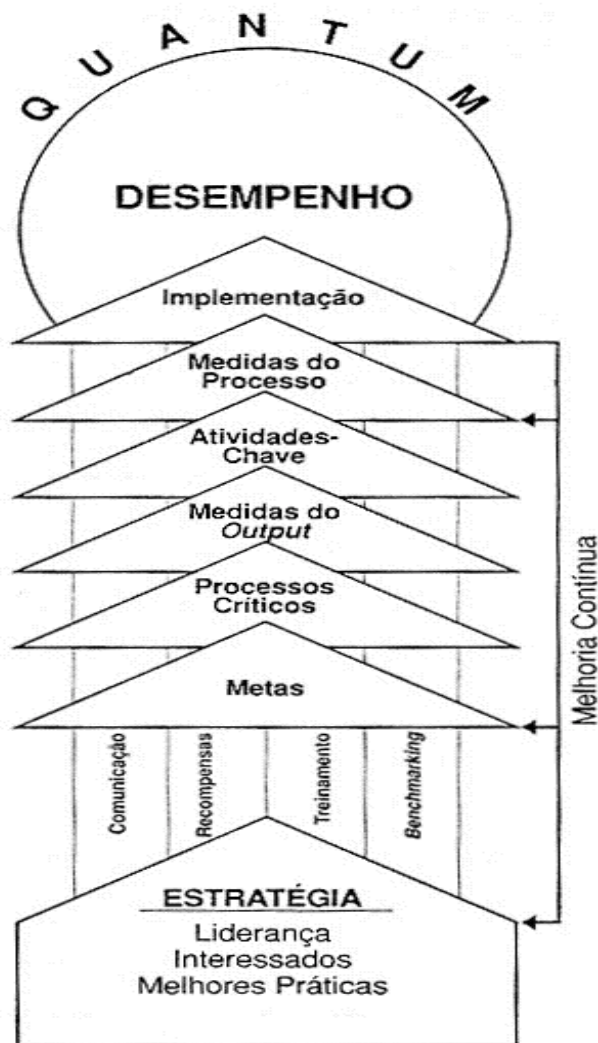 QUANTUM
DESEMPENHO
Implementação
Medidas do
Processo
Atividades-
Chave
Medidas do
Output
Processos
Críticos
Metas
Comunicação
Recompensas
Treinamento
Benchmarking
Melhoria Contínua
ESTRATÉGIA
Liderança
Interessados
Melhores Práticas